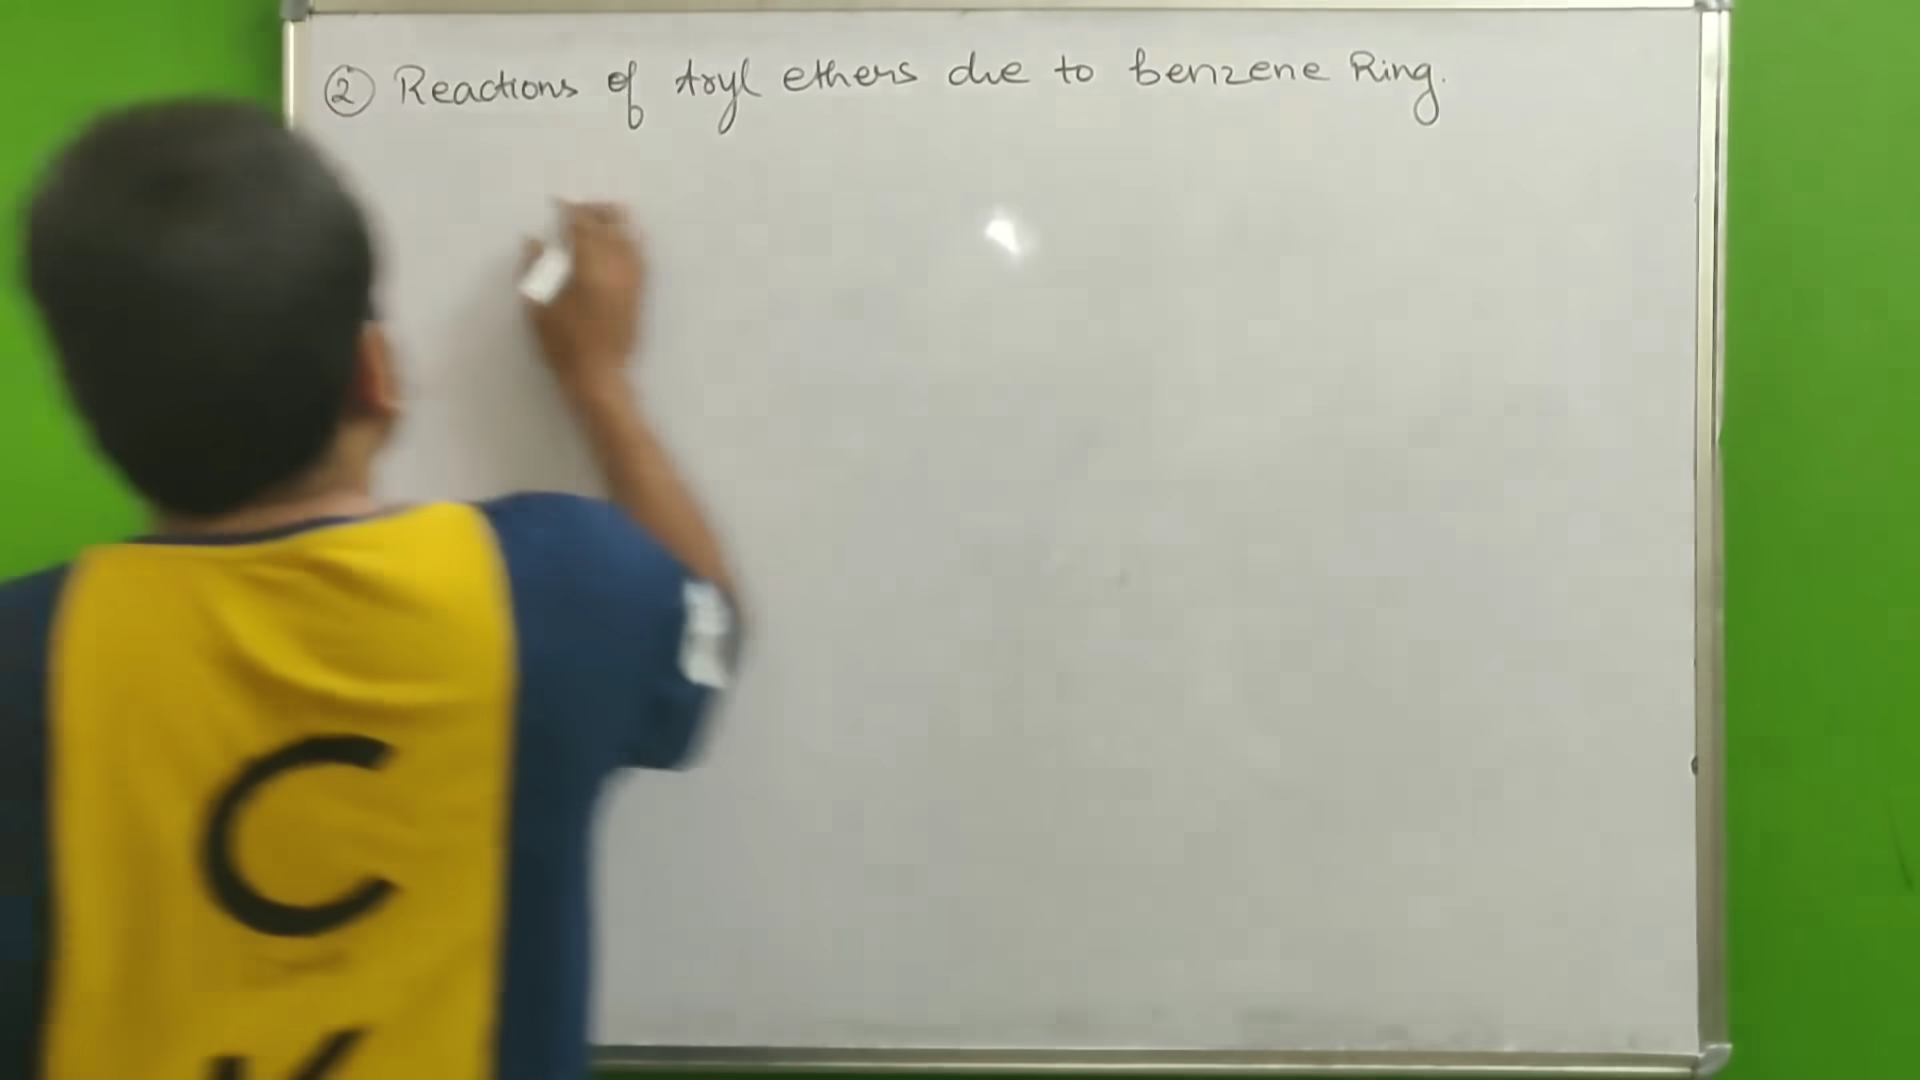 ② Reactions of Aryl ethers due to benzene Ring.
C
K